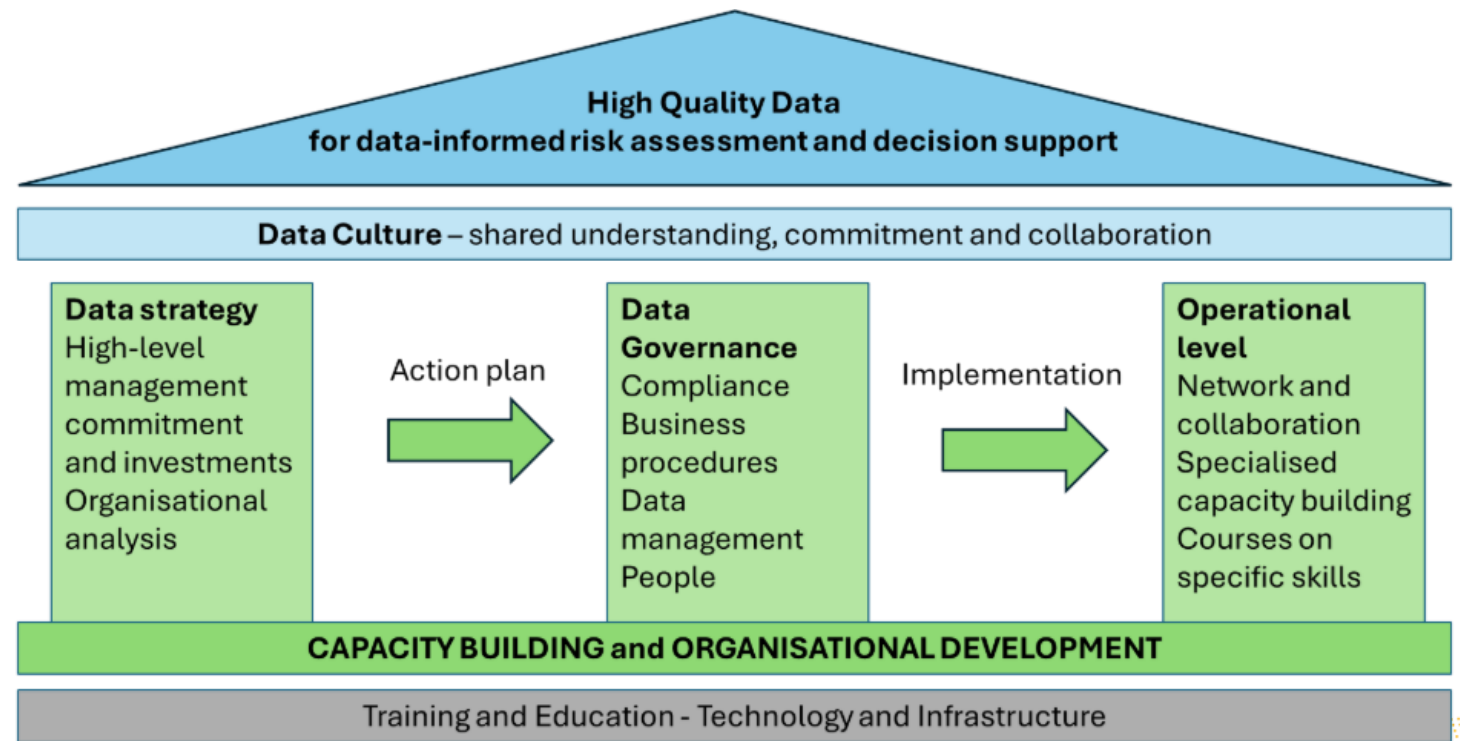 High Quality Data
for data-informed risk assessment and decision support
Data Culture – shared understanding, commitment and collaboration
Data strategy
High-level
management
commitment
and investments
Organisational
analysis
Action plan
Data
Governance
Compliance
Business
procedures
Data
management
People
Implementation
Operational
level
Network and
collaboration
Specialised
capacity building
Courses on
specific skills
CAPACITY BUILDING and ORGANISATIONAL DEVELOPMENT
Training and Education - Technology and Infrastructure